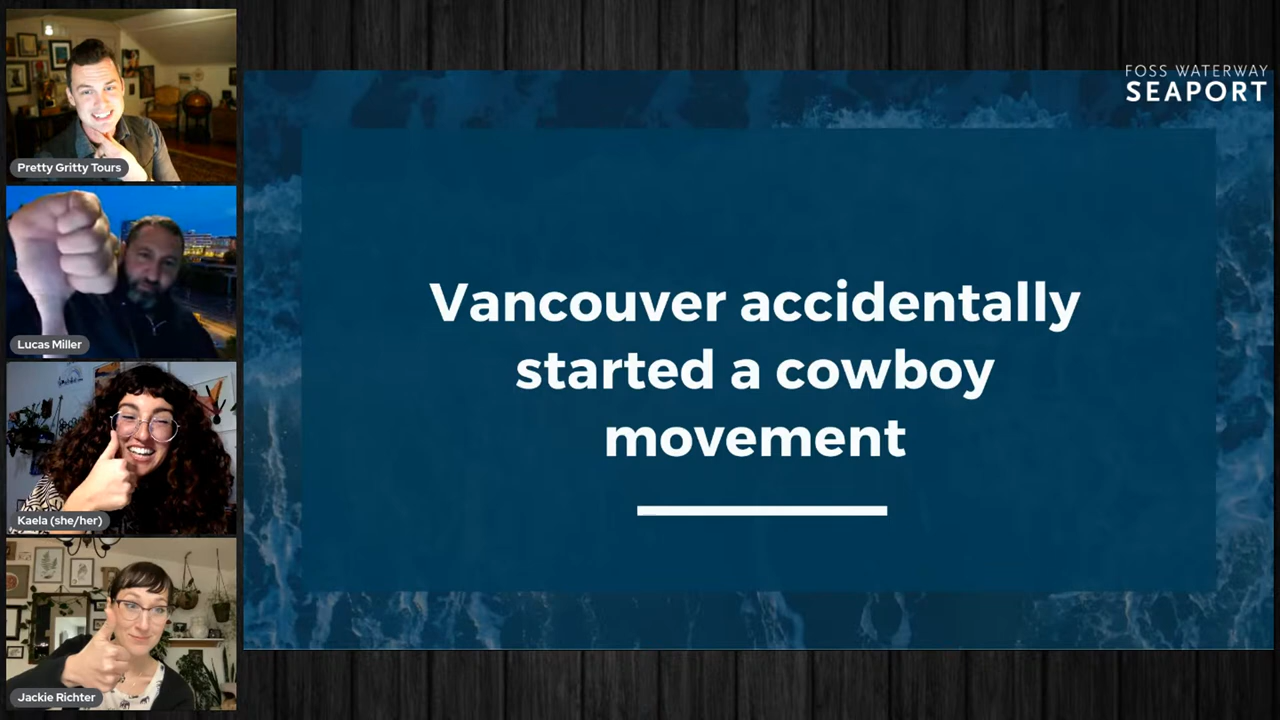 Pretty Gritty Tours
Lucas Miller
Kaela (she/her)
Jackie Richter
FOSS WATERWAY
SEAPORT
Vancouver accidentally
started a cowboy
movement